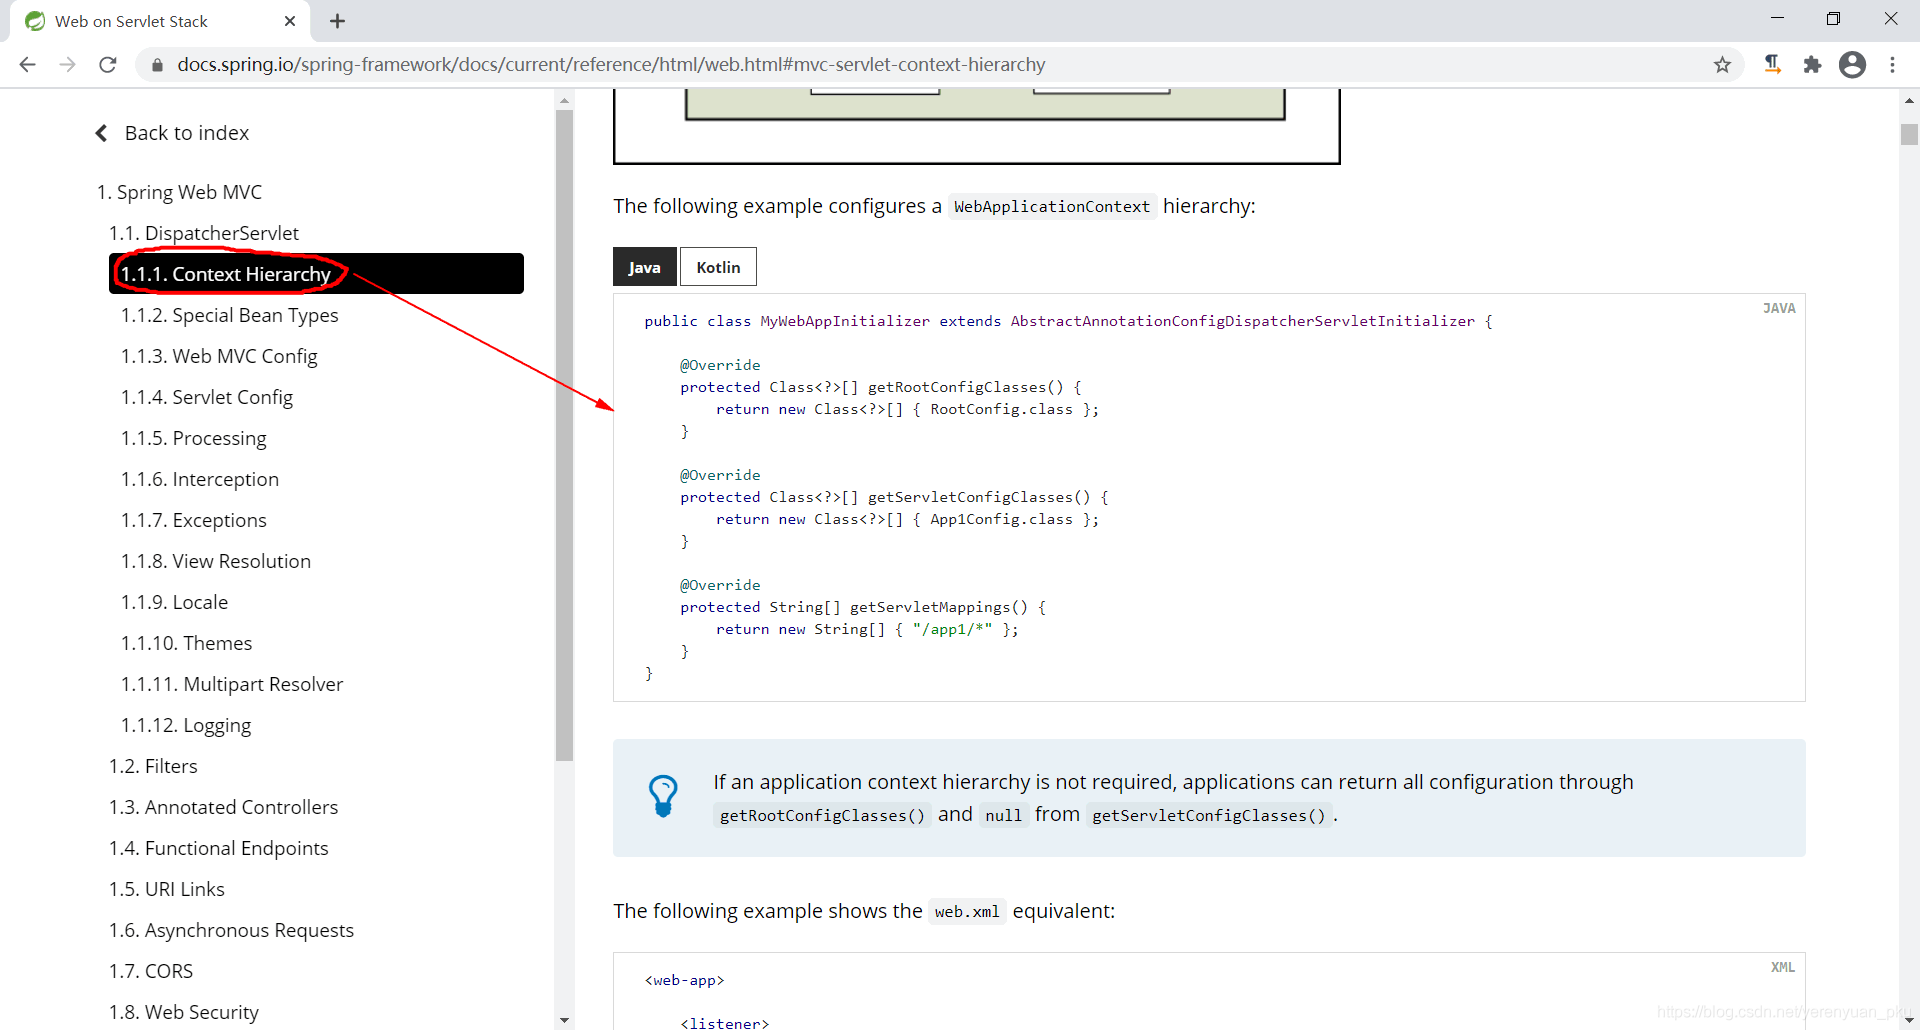 Web on Servlet Stack
docs.spring.io/spring-framework/docs/current/reference/html/web.html#mvc-servlet-context-hierarchy
Back to index
1. Spring Web MVC
1.1. DispatcherServlet
1.1.1. Context Hierarchy
1.1.2. Special Bean Types
1.1.3. Web MVC Config
1.1.4. Servlet Config
1.1.5. Processing
1.1.6. Interception
1.1.7. Exceptions
1.1.8. View Resolution
1.1.9. Locale
1.1.10. Themes
1.1.11. Multipart Resolver
1.1.12. Logging
1.2. Filters
1.3. Annotated Controllers
1.4. Functional Endpoints
1.5. URI Links
1.6. Asynchronous Requests
1.7. CORS
1.8. Web Security
The following example configures a WebApplicationContext hierarchy:
Java Kotlin
JAVA
public class MyWebAppInitializer extends AbstractAnnotationConfigDispatcherServletInitializer {
@Override
protected Class<?>[] getRootConfigClasses() {
return new Class<?>[] { RootConfig.class };
}
@Override
protected Class<?>[] getServletConfigClasses() {
return new Class<?>[] { App1Config.class };
}
@Override
protected String[] getServletMappings() {
return new String[] { "/app1/*" };
}
}
If an application context hierarchy is not required, applications can return all configuration through
getRootConfigClasses() and null from getServletConfigClasses().
The following example shows the web.xml equivalent:
XML
<web-app>
<listener>
https://blog.csdn.net/yerenyuan_pku